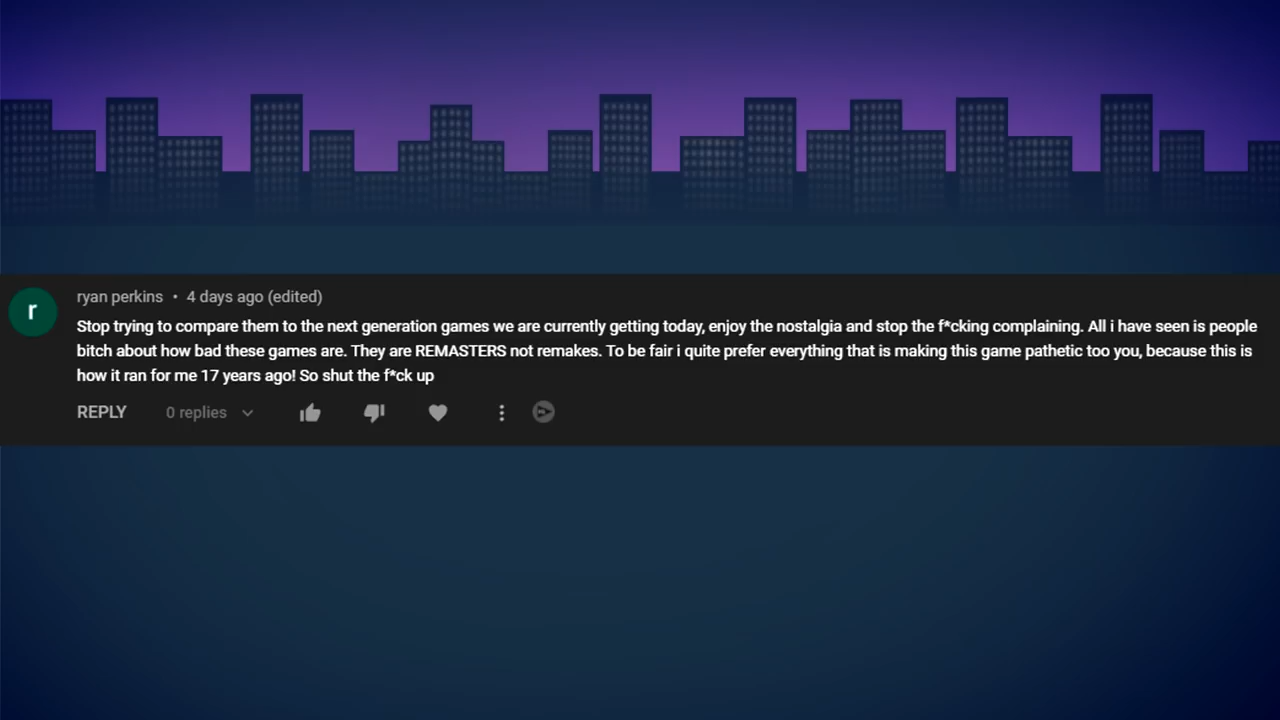 r
ryan perkins • 4 days ago (edited)
Stop trying to compare them to the next generation games we are currently getting today, enjoy the nostalgia and stop the f*cking complaining. All i have seen is people
bitch about how bad these games are. They are REMASTERS not remakes. To be fair i quite prefer everything that is making this game pathetic too you, because this is
how it ran for me 17 years ago! So shut the f*ck up
REPLY 0 replies